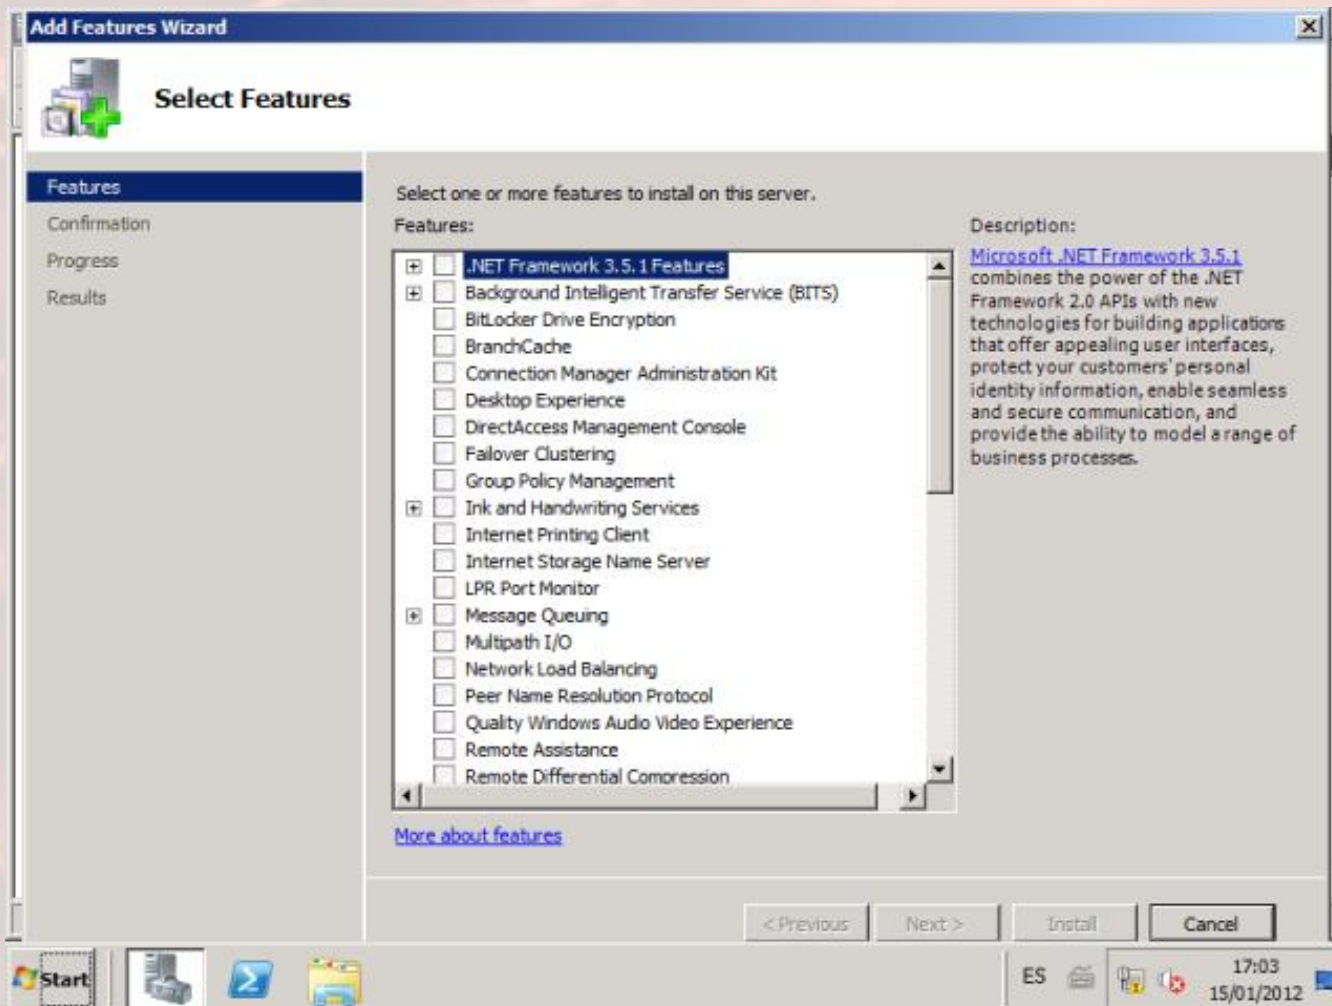 Add Features Wizard
Select Features
Features
Confirmation
Progress
Results
Select one or more features to install on this server.
Features:
.NET Framework 3.5.1 Features
Background Intelligent Transfer Service (BITS)
BitLocker Drive Encryption
BranchCache
Connection Manager Administration Kit
Desktop Experience
DirectAccess Management Console
Failover Clustering
Group Policy Management
Ink and Handwriting Services
Internet Printing Client
Internet Storage Name Server
LPR Port Monitor
Message Queuing
Multipath I/O
Network Load Balancing
Peer Name Resolution Protocol
Quality Windows Audio Video Experience
Remote Assistance
Remote Differential Compression
More about features
Description:
Microsoft .NET Framework 3.5.1
combines the power of the .NET
Framework 2.0 APIs with new
technologies for building applications
that offer appealing user interfaces,
protect your customers' personal
identity information, enable seamless
and secure communication, and
provide the ability to model a range of
business processes.
< Previous
Next >
Install
Cancel
Start
ES
17:03
15/01/2012